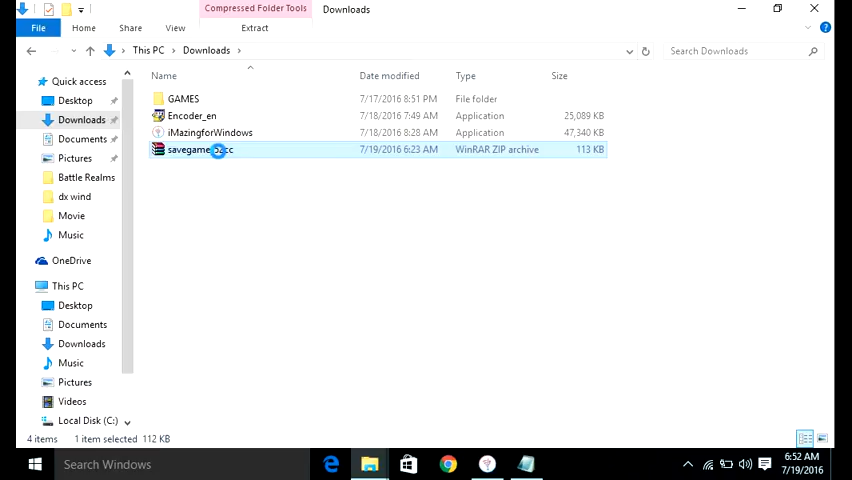 Compressed Folder Tools
Downloads
File
Home
Share
View
Extract
This PC
Downloads
Search Downloads
Name
Date modified
Type
Size
Quick access
Desktop
Downloads
Documents
Pictures
Battle Realms
dx wind
Movie
Music
OneDrive
This PC
Desktop
Documents
Downloads
Music
Pictures
Videos
Local Disk (C:)
GAMES 7/17/2016 8:51 PM File folder
Encoder_en 7/18/2016 7:49 AM Application 25,089 KB
iMazingforWindows 7/18/2016 8:28 AM Application 47,340 KB
7/19/2016 6:23 AM WinRAR ZIP archive 113 KB
4 items 1 item selected 112 KB
Search Windows
6:52 AM
7/19/2016